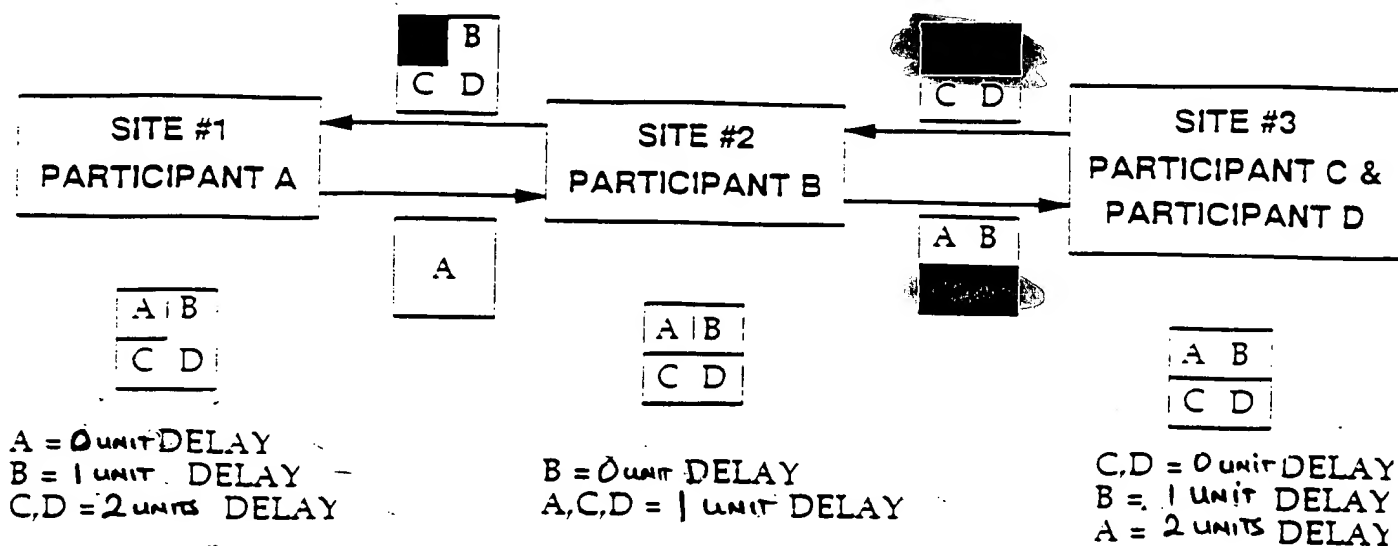 B
C D
C D
SITE #1
PARTICIPANT A
SITE #2
PARTICIPANT B
SITE #3
PARTICIPANT C &
PARTICIPANT D
A
A B
A B
C D
A B
C D
A B
C D
A = 0 UNIT DELAY
B = 1 UNIT DELAY
C,D = 2 UNITS DELAY
B = 0 UNIT DELAY
A,C,D = 1 UNIT DELAY
C,D = 0 UNIT DELAY
B = 1 UNIT DELAY
A = 2 UNITS DELAY